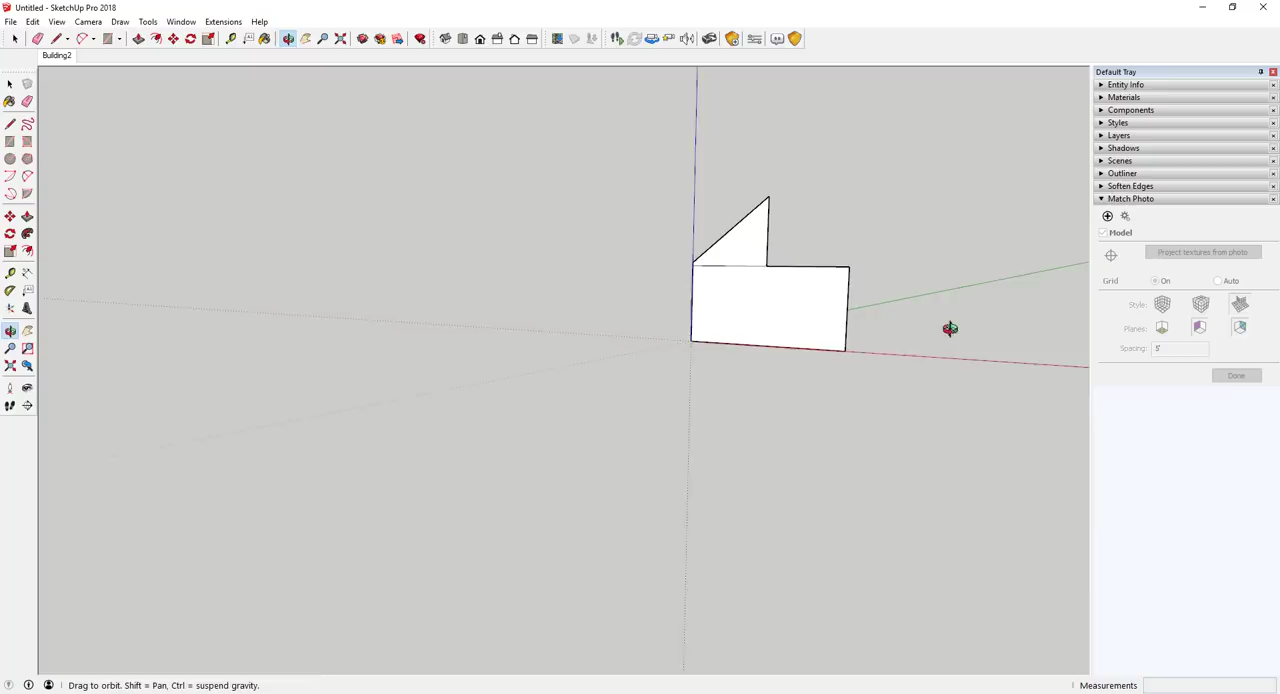 Untitled - SketchUp Pro 2018
File Edit View Camera Draw Tools Window Extensions Help
Building2
Default Tray
Entity Info
Materials
Components
Styles
Layers
Shadows
Scenes
Outliner
Soften Edges
Match Photo
Model
Project textures from photo
Grid On Auto
Style:
Planes:
Spacing: 5'
Done
Drag to orbit. Shift = Pan, Ctrl = suspend gravity.
Measurements